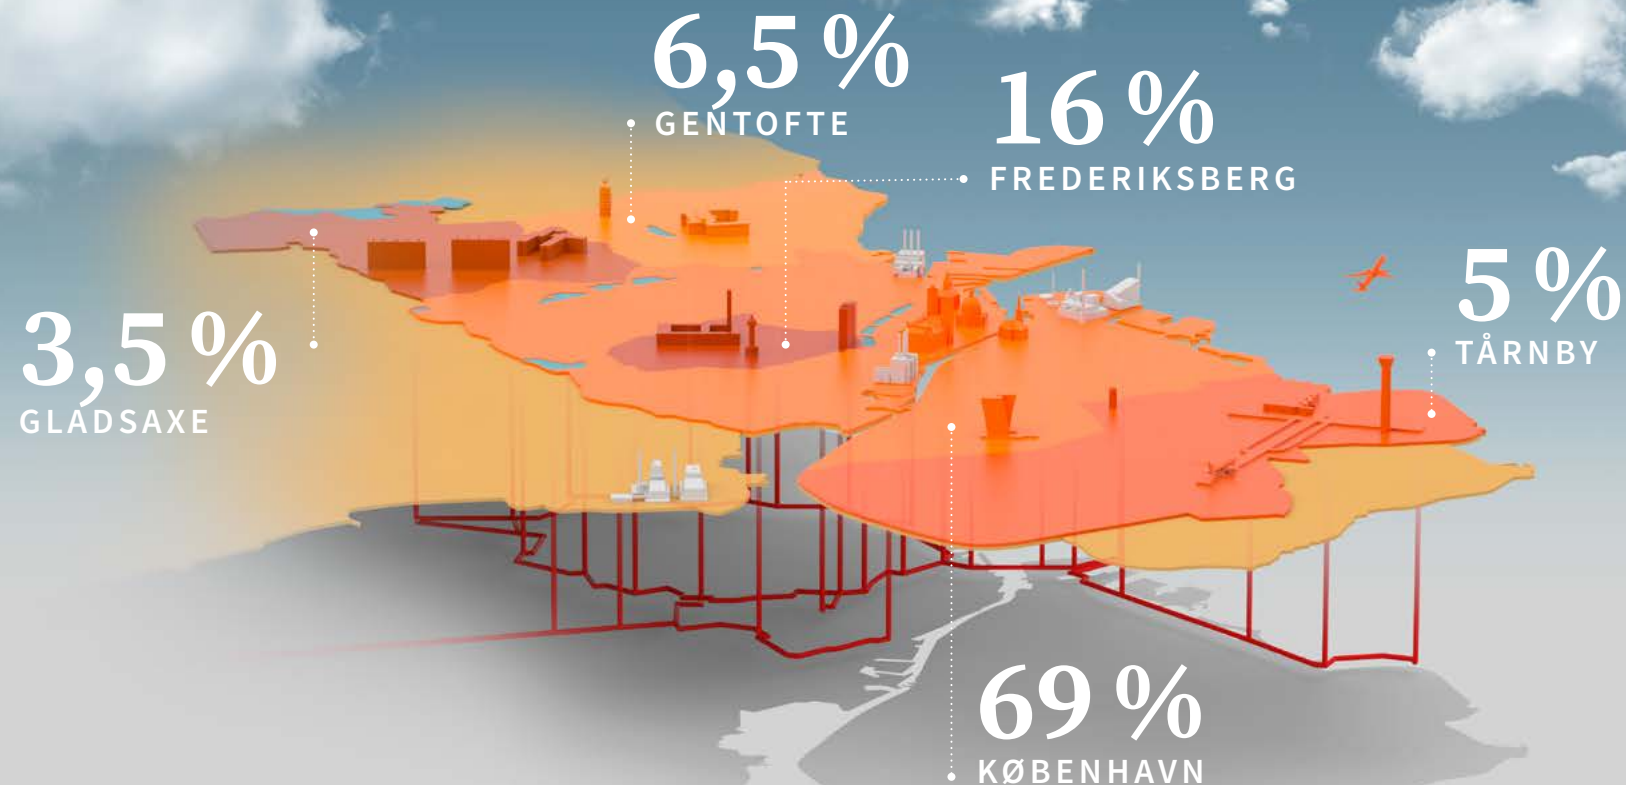 6,5 %
GENTOFTE
16 %
FREDERIKSBERG
5 %
TÅRNBY
3,5 %
GLADSAXE
69 %
KØBENHAVN